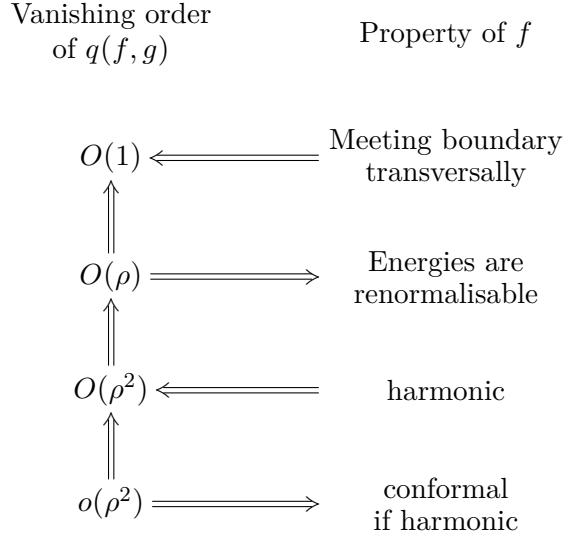 Vanishing order
of q(f, g)
Property of f
O(1)
Meeting boundary
transversally
O(ρ)
Energies are
renormalisable
O(ρ²)
harmonic
o(ρ²)
conformal
if harmonic